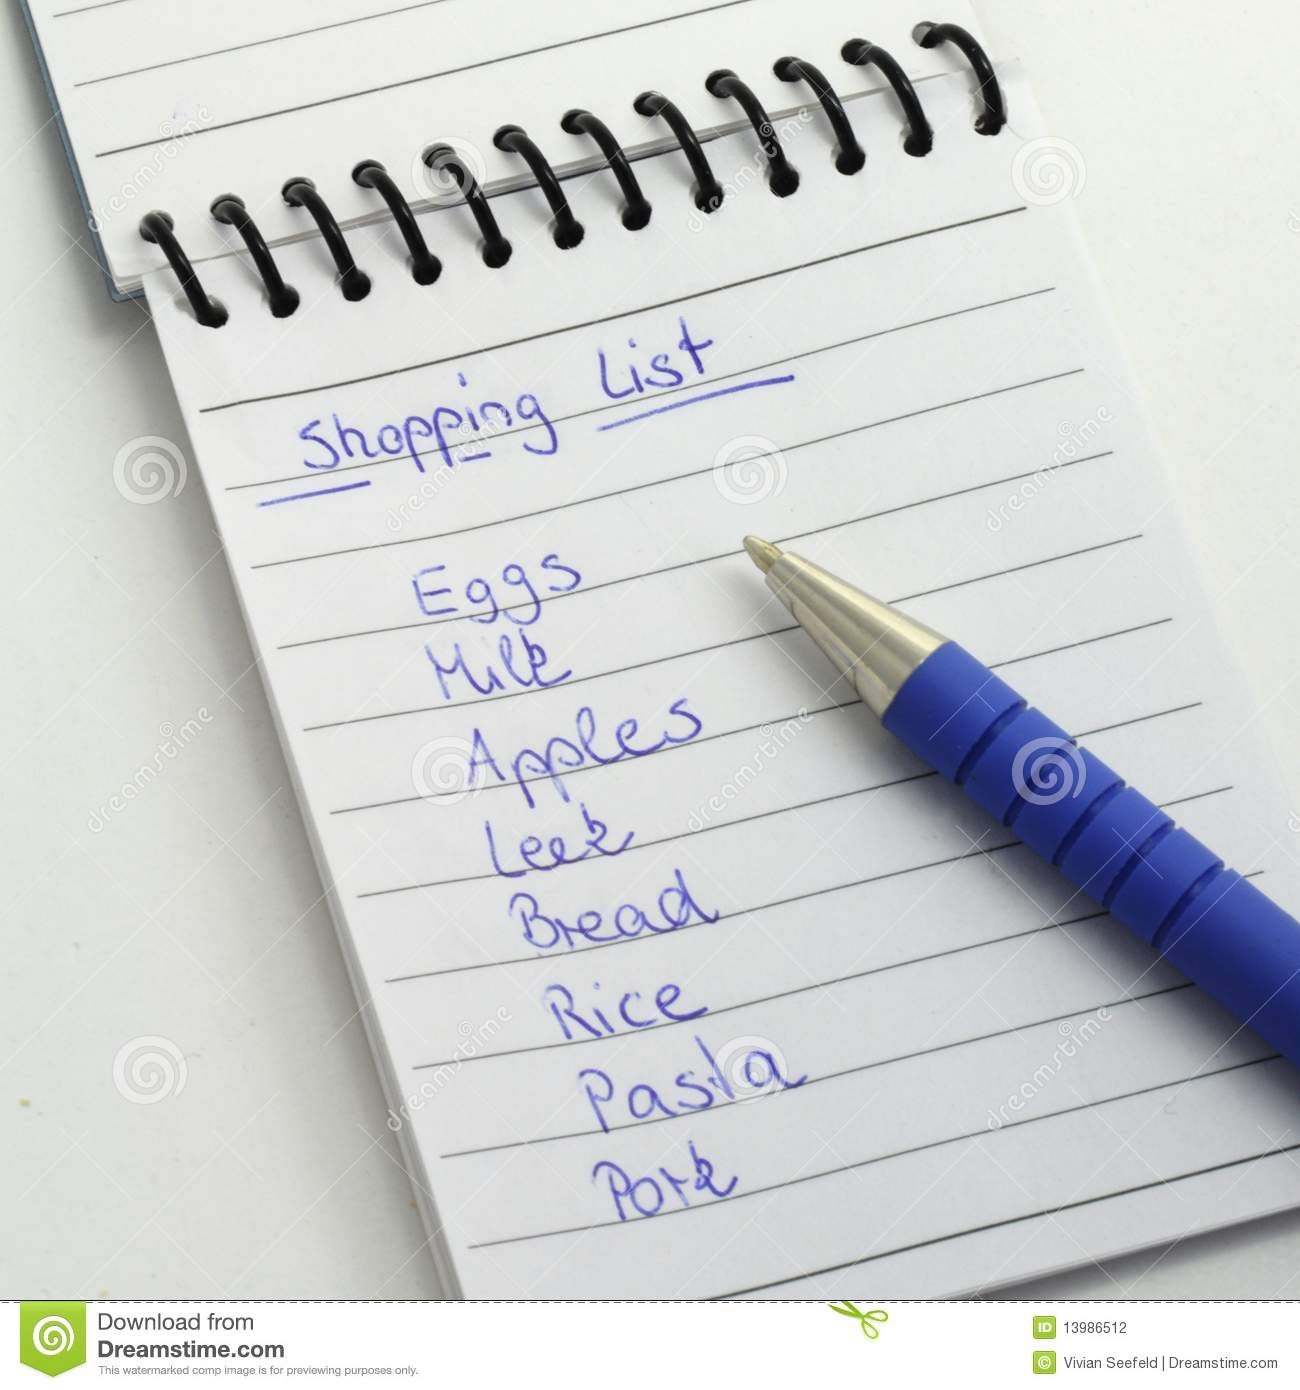 Shopping List
Eggs
Milk
Apples
Leek
Bread
Rice
Pasta
Pork
Download from
Dreamstime.com
This watermarked comp image is for previewing purposes only.
ID 13986512
© Vivian Seefeld | Dreamstime.com
dreamstime